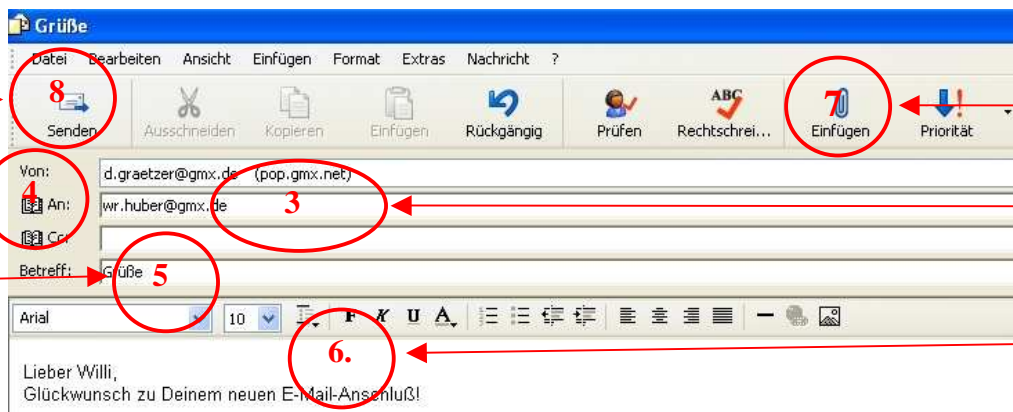 Grüße
Datei Bearbeiten Ansicht Einfügen Format Extras Nachricht ?
8 7
Senden Ausschneiden Kopieren Einfügen Rückgängig Prüfen Rechtschrei... Einfügen Priorität
ABC
Von: d.graetzer@gmx.de (pop.gmx.net)
4 An: wr.huber@gmx.de 3
Cc:
Betreff: Grüße 5
Arial 10 F K U A
6.
Lieber Willi,
Glückwunsch zu Deinem neuen E-Mail-Anschluß!